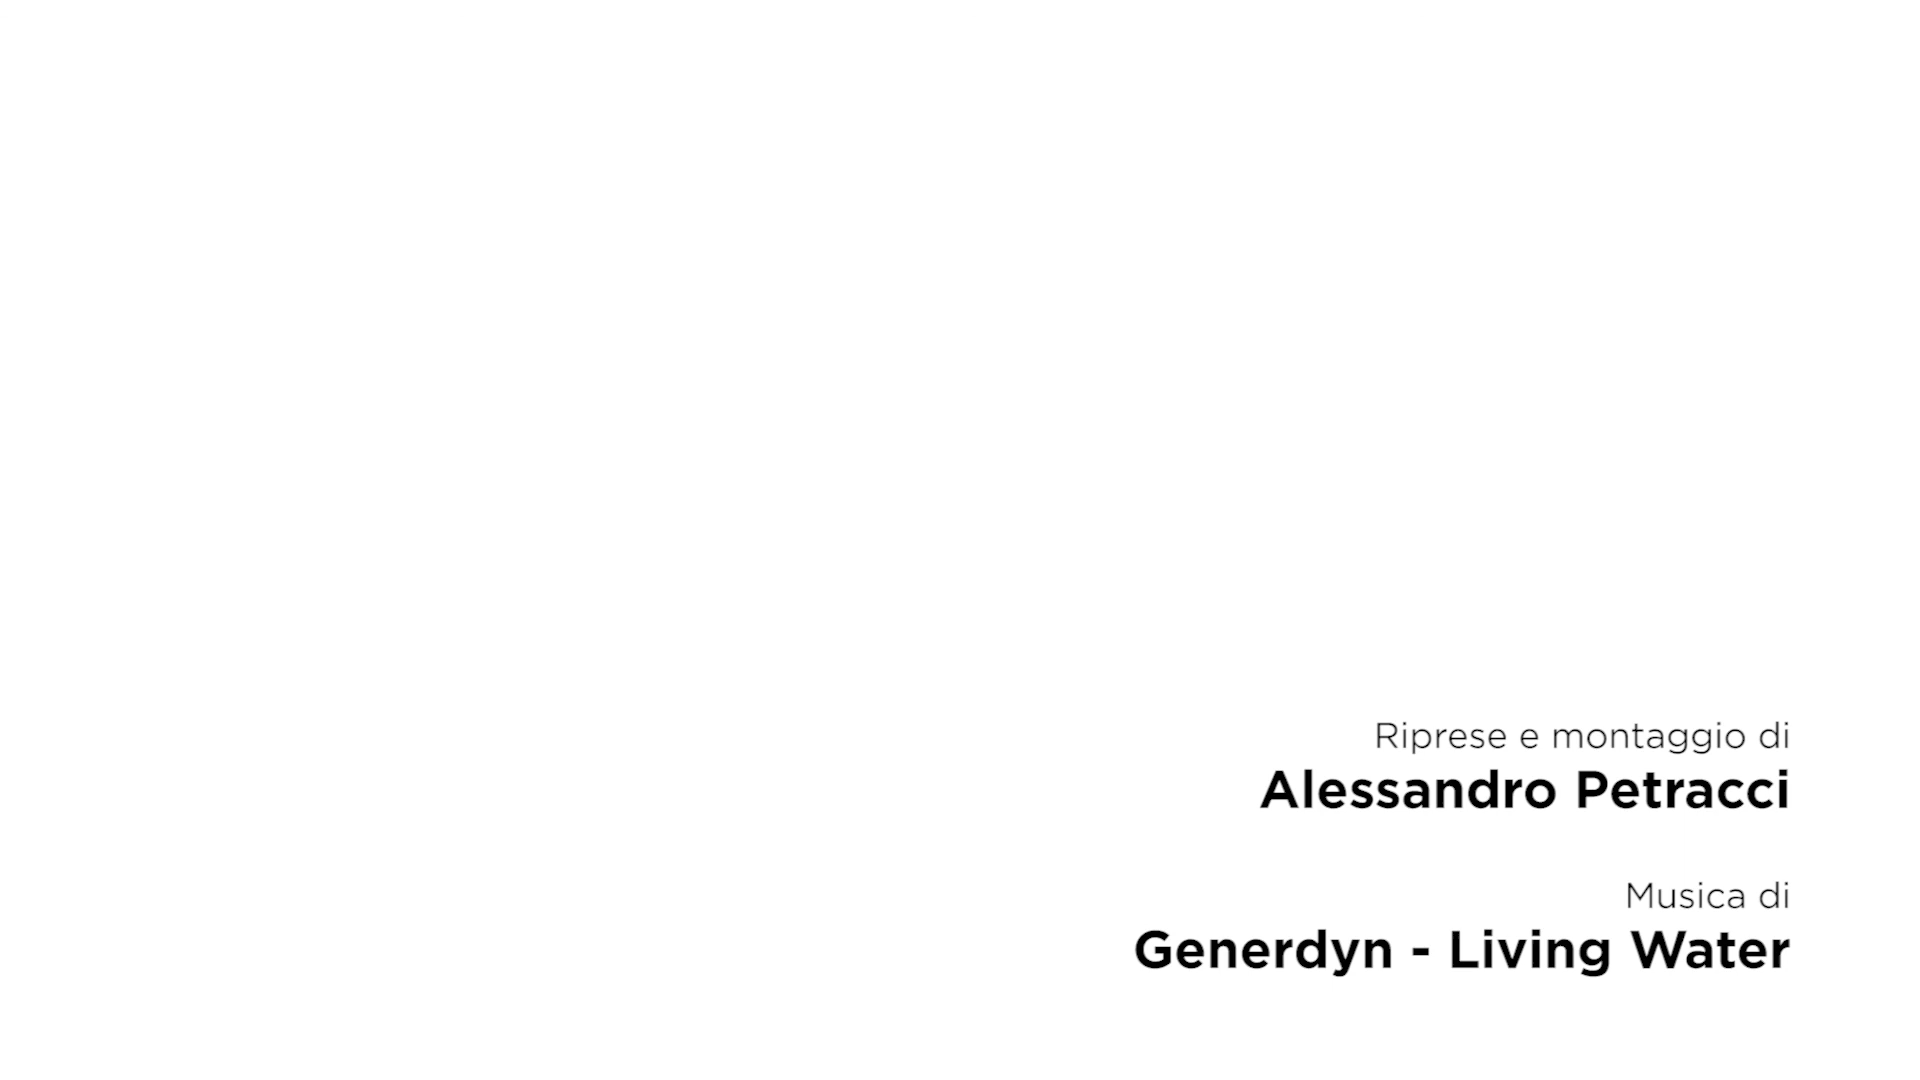 Riprese e montaggio di
Alessandro Petracci
Musica di
Generdyn - Living Water